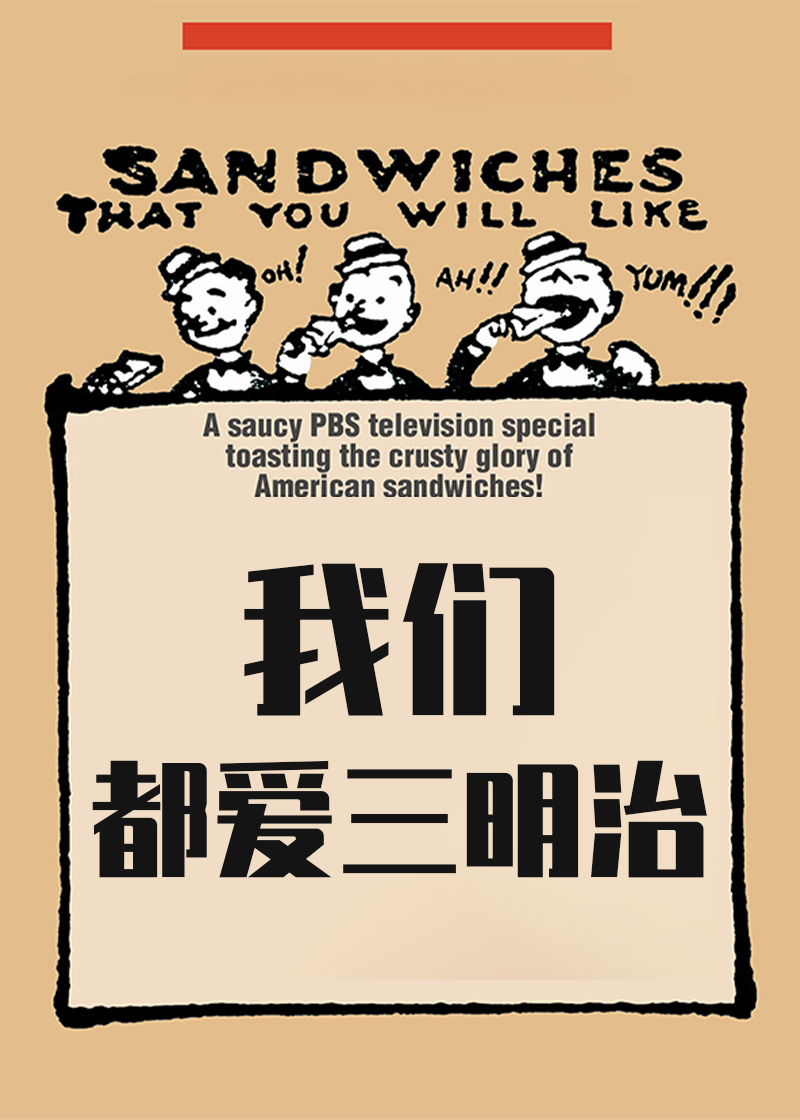 SANDWICHES
THAT YOU WILL LIKE
OH!
AH!!
YUM!!!
A saucy PBS television special
toasting the crusty glory of
American sandwiches!
我们
都爱三明治